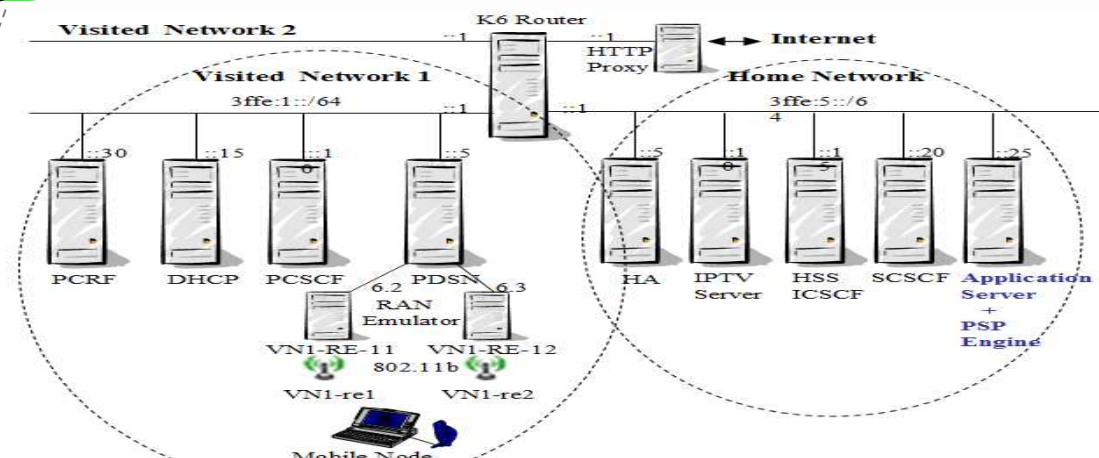 K6 Router
Visited Network 2
::1
::1
HTTP
Proxy
Internet
Visited Network 1
3ffe:1::/64
::1
::1
Home Network
3ffe:5::/6
4
::30
::15
::1
0
::5
::5
::1
0
::1
5
::20
::25
PCRF
DHCP
PCSCF
PDSN
HA
IPTV
Server
HSS
ICSCF
SCSCF
Application
Server
+
PSP
Engine
6.2
6.3
RAN
Emulator
VN1-RE-11
VN1-RE-12
802.11b
VN1-re1
VN1-re2
Mobile Node